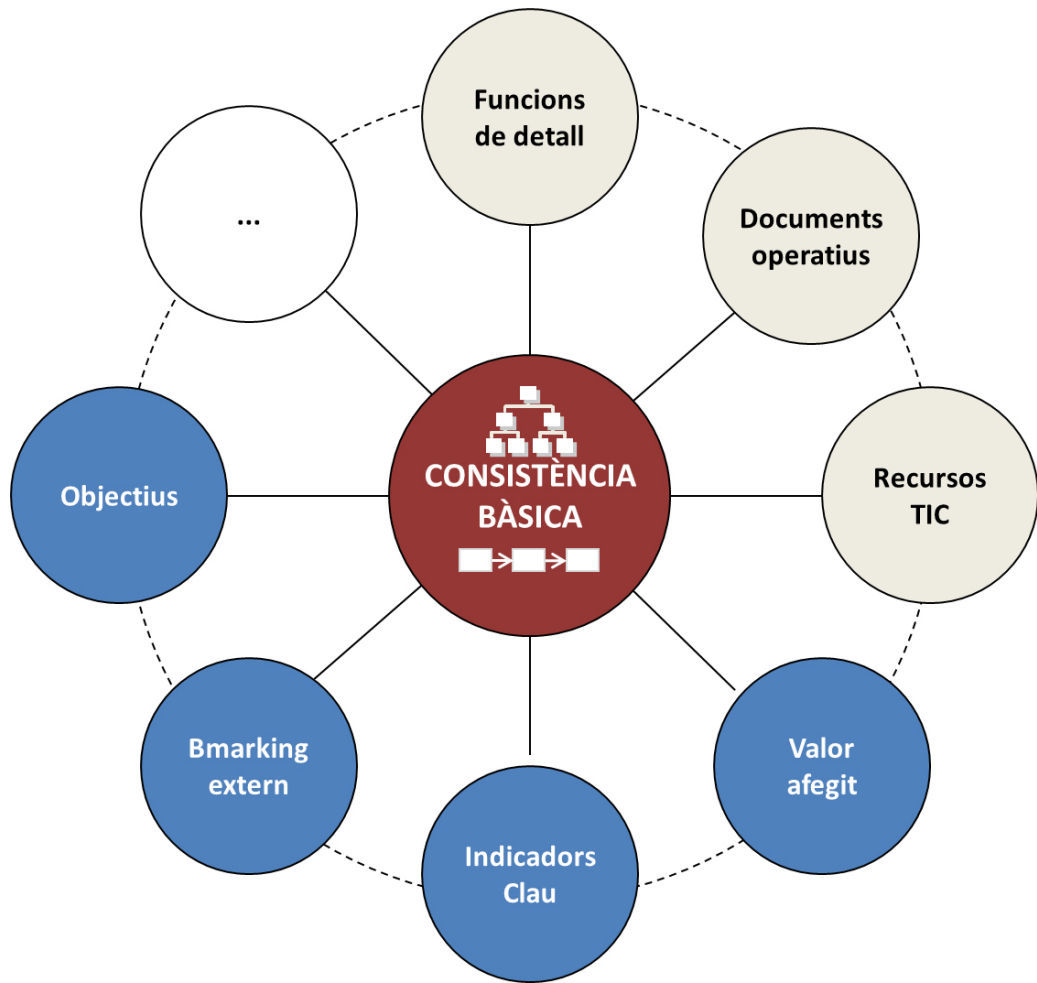 Funcions
de detall
Documents
operatius
Recursos
TIC
Valor
afegit
Indicadors
Clau
Bmarking
extern
Objectius
...
CONSISTÈNCIA
BÀSICA